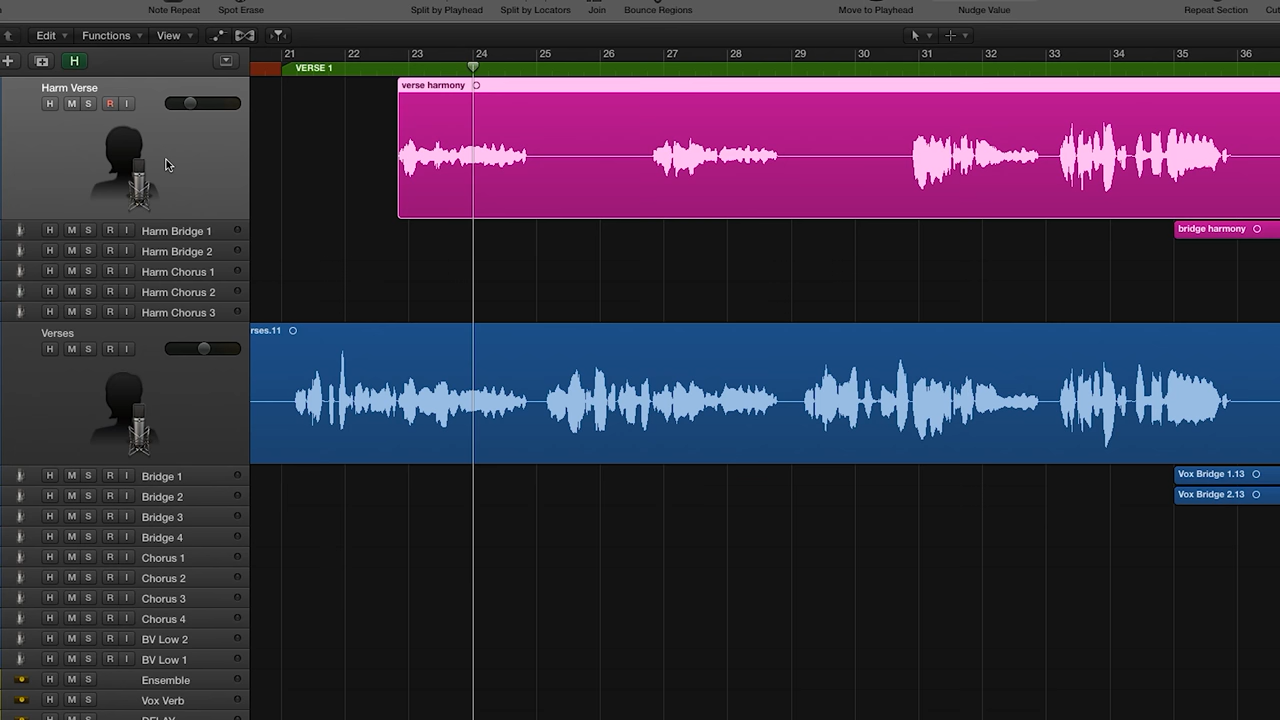 Note Repeat Spot Erase Split by Playhead Split by Locators Join Bounce Regions Move to Playhead Nudge Value Repeat Section Cut
Edit Functions View
21 22 23 24 25 26 27 28 29 30 31 32 33 34 35 36
H
VERSE 1
Harm Verse
verse harmony
H M S R I
H M S R I Harm Bridge 1
bridge harmony
H M S R I Harm Bridge 2
H M S R I Harm Chorus 1
H M S R I Harm Chorus 2
H M S R I Harm Chorus 3
Verses
rses.11
H M S R I
H M S R I Bridge 1
Vox Bridge 1.13
H M S R I Bridge 2
Vox Bridge 2.13
H M S R I Bridge 3
H M S R I Bridge 4
H M S R I Chorus 1
H M S R I Chorus 2
H M S R I Chorus 3
H M S R I Chorus 4
H M S R I BV Low 2
H M S R I BV Low 1
H M S Ensemble
H M S Vox Verb
DELAY